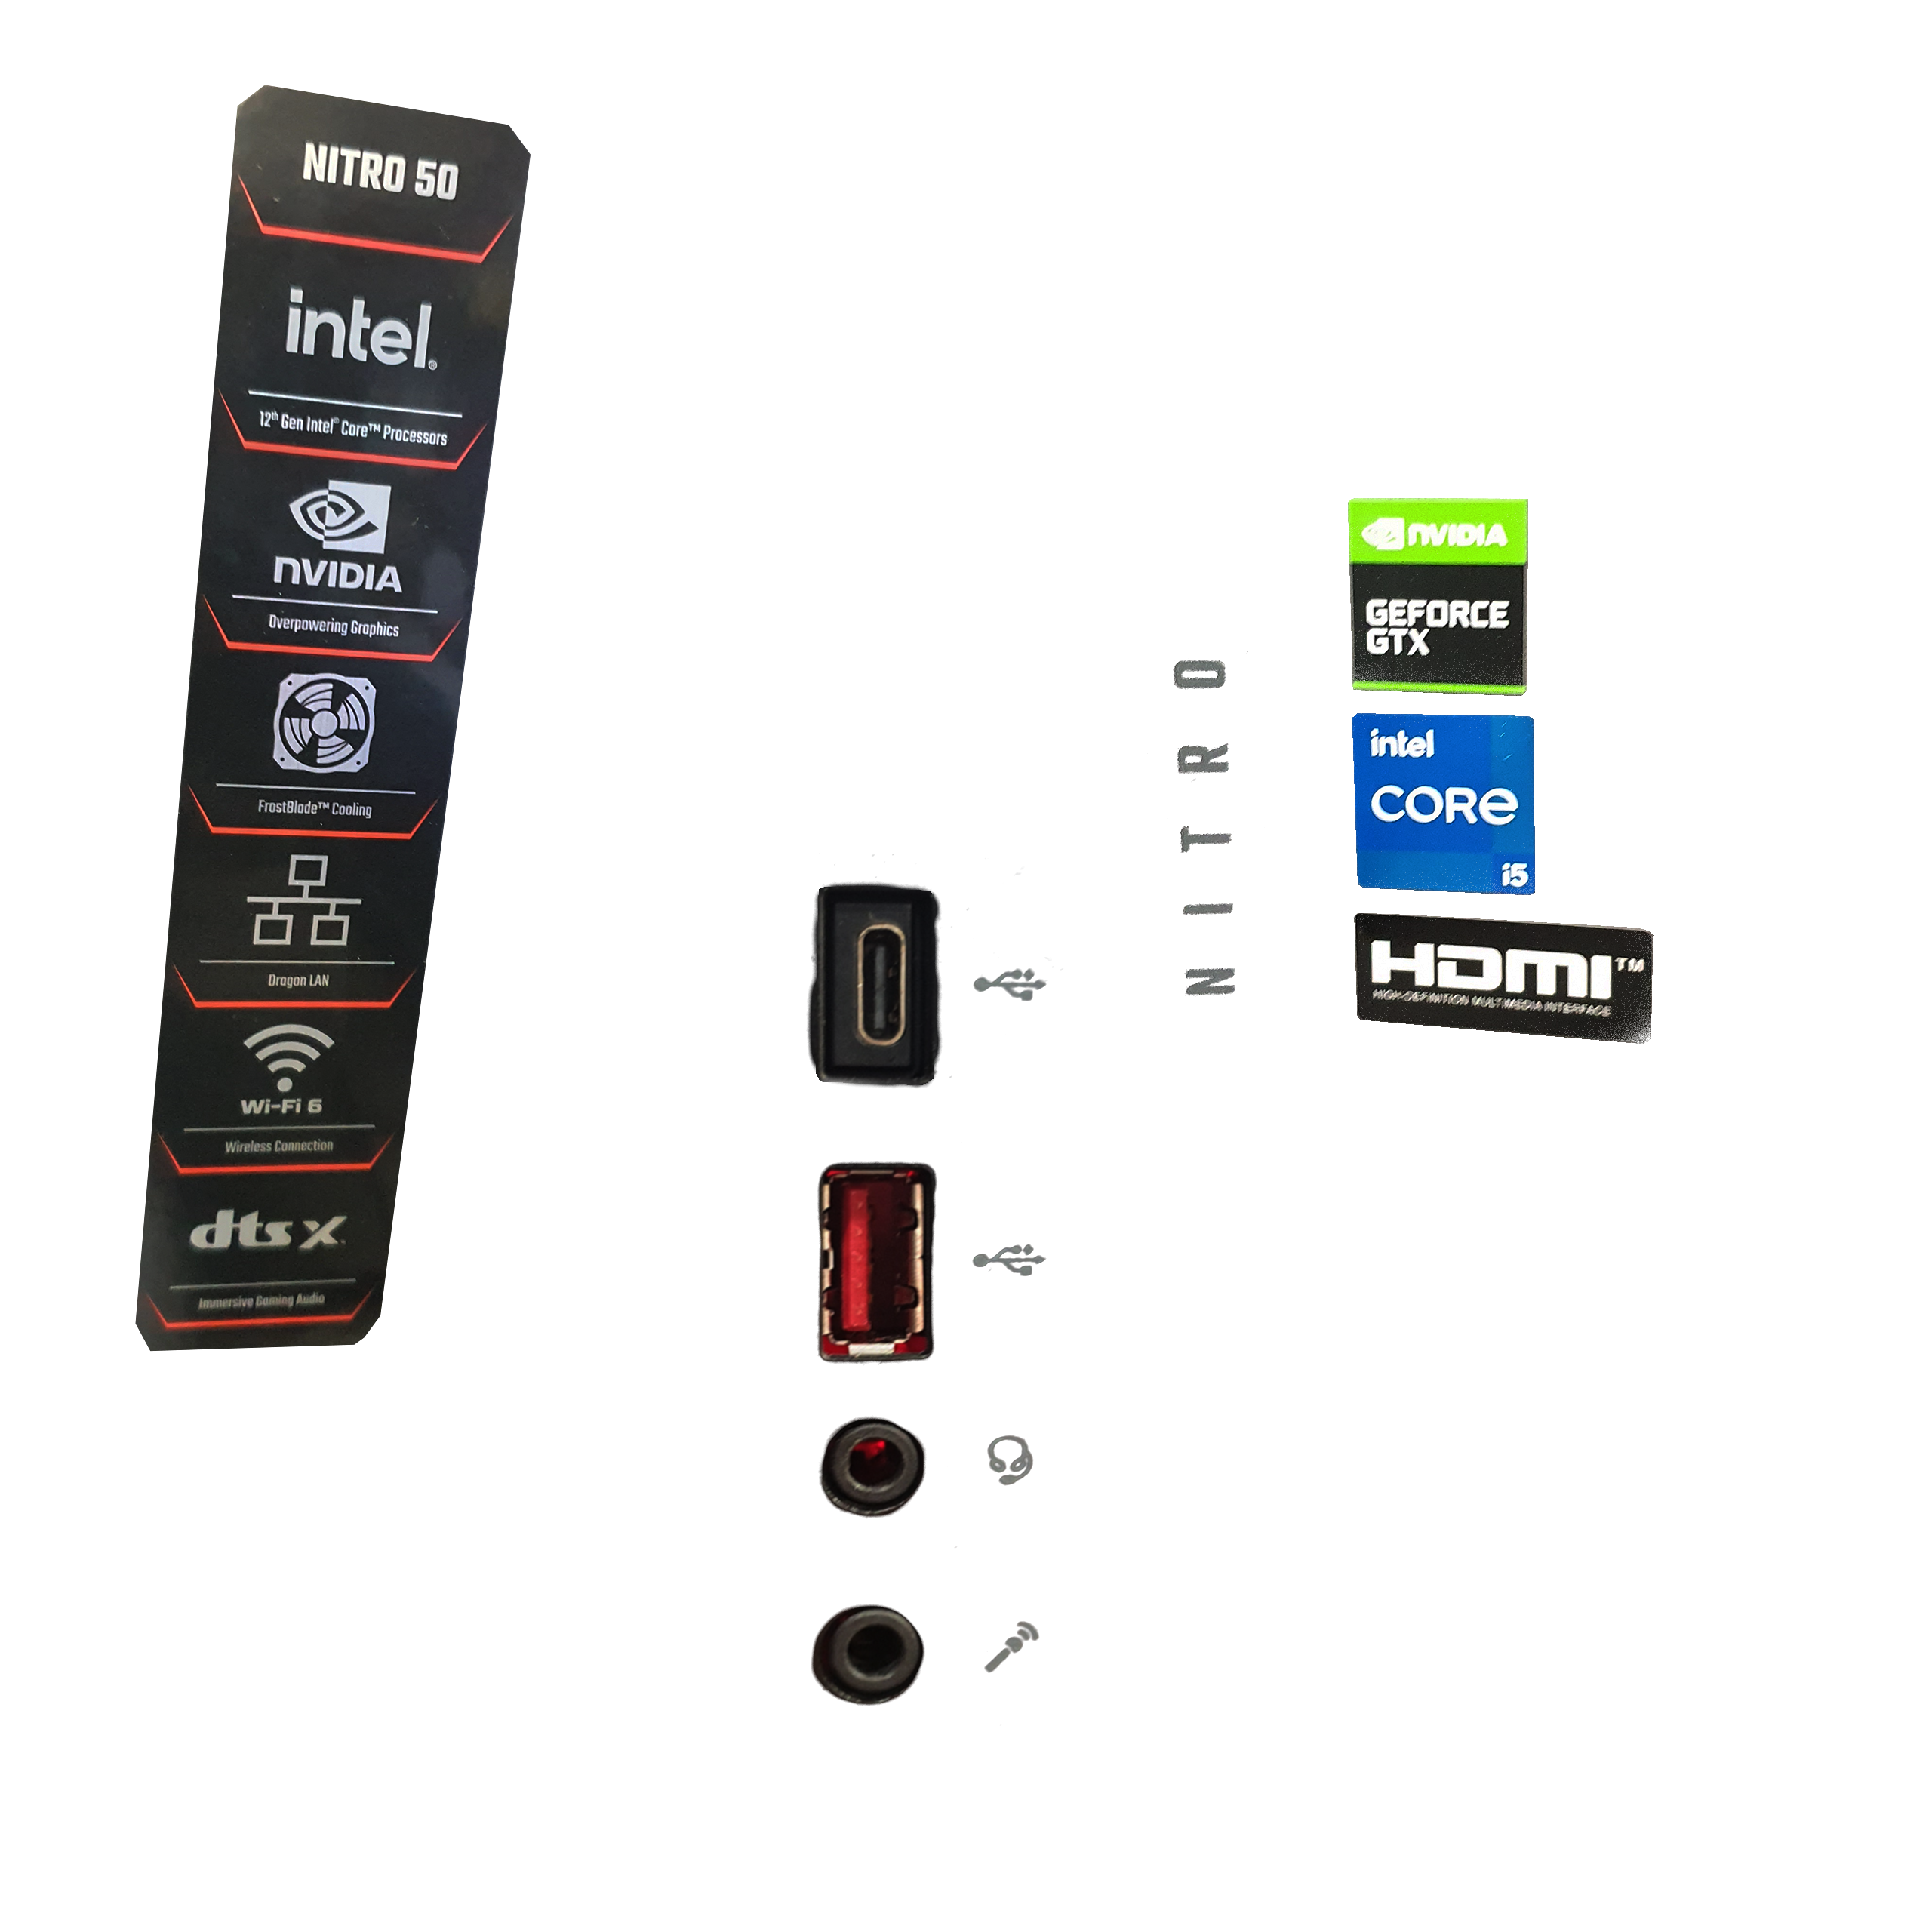 NITRO 50
intel®
12th Gen Intel® Core™ Processors
NVIDIA
Overpowering Graphics
FrostBlade™ Cooling
Dragon LAN
Wi-Fi 6
Wireless Connection
dts X
Immersive Gaming Audio
NITRO
NVIDIA
GEFORCE
GTX
intel
CORE
i5
HDMI™
HIGH-DEFINITION MULTIMEDIA INTERFACE